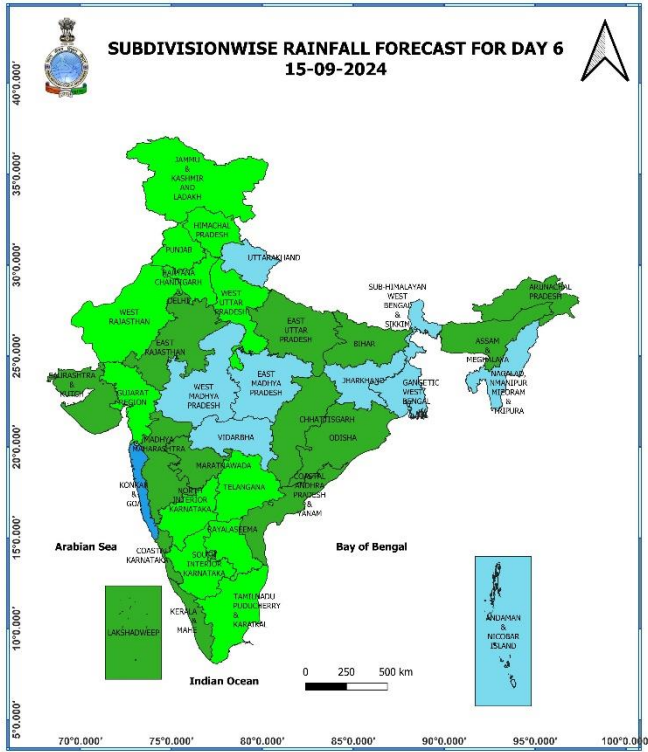 SUBDIVISIONWISE RAINFALL FORECAST FOR DAY 6
15-09-2024
40°0.000'
35°0.000'
30°0.000'
25°0.000'
20°0.000'
15°0.000'
10°0.000'
5°0.000'
JAMMU
&
KASHMIR
AND
LADAKH
HIMACHAL
PRADESH
PUNJAB
UTTARAKHAND
CHANDIGARH
DELHI
WEST
UTTAR
PRADESH
WEST
RAJASTHAN
EAST
RAJASTHAN
EAST
UTTAR
PRADESH
SUB-HIMALAYAN
WEST
BENGAL
&
SIKKIM
ARUNACHAL
PRADESH
BIHAR
ASSAM
&
MEGHALAYA
NAGALAD,
NMANIPUR
MIZORAM
&
TRIPURA
SAURASHTRA
&
KUTCH
GUJARAT
REGION
WEST
MADHYA
PRADESH
EAST
MADHYA
PRADESH
JHARKHAND
GANGETIC
WEST
BENGAL
CHHATTISGARH
ODISHA
VIDARBHA
MADHYA
MAHARASHTRA
MARATHAWADA
KONKAN
&
GOA
NORTH
INTERIOR
KARNATAKA
TELANGANA
COASTAL
ANDHRA
PRADESH
&
YANAM
RAYALASEEMA
Arabian Sea
Bay of Bengal
COASTAL
KARNATAKA
SOUTH
INTERIOR
KARNATAKA
TAMILNADU
PUDUCHERRY
&
KARAIKAL
KERALA
&
MAHE
LAKSHADWEEP
ANDAMAN
&
NICOBAR
ISLAND
Indian Ocean
0 250 500 km
70°0.000' 75°0.000' 80°0.000' 85°0.000' 90°0.000' 95°0.000' 100°0.000'